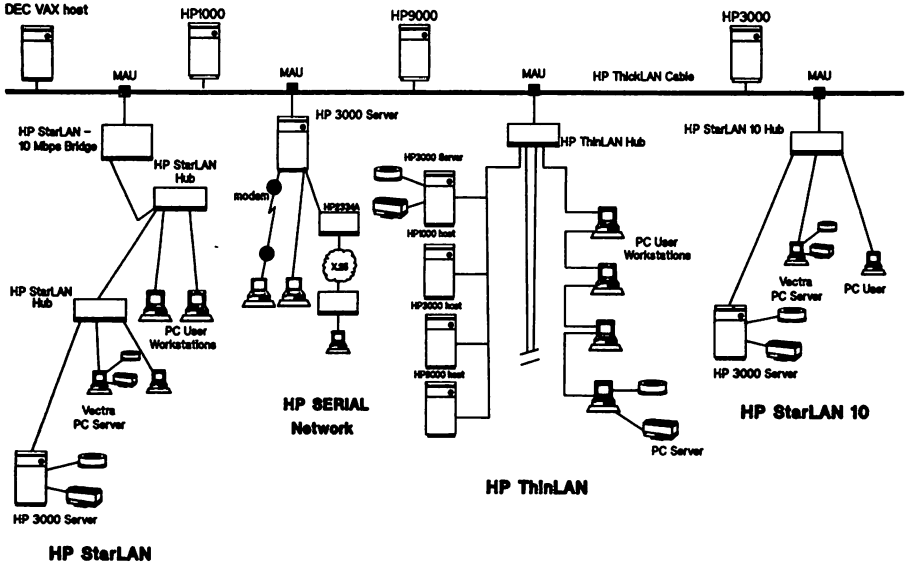 DEC VAX host
HP1000
HP9000
HP3000
MAU
MAU
MAU
HP ThickLAN Cable
MAU
HP StarLAN –
10 Mbps Bridge
HP 3000 Server
HP ThinLAN Hub
HP StarLAN 10 Hub
HP StarLAN
Hub
modem
HP2334A
X.25
HP3000 Server
HP1000 host
HP3000 host
HP9000 host
PC User
Workstations
Vectra
PC Server
PC User
HP StarLAN
Hub
PC User
Workstations
Vectra
PC Server
HP 3000 Server
HP SERIAL
Network
PC Server
HP 3000 Server
HP StarLAN 10
HP ThinLAN
HP StarLAN